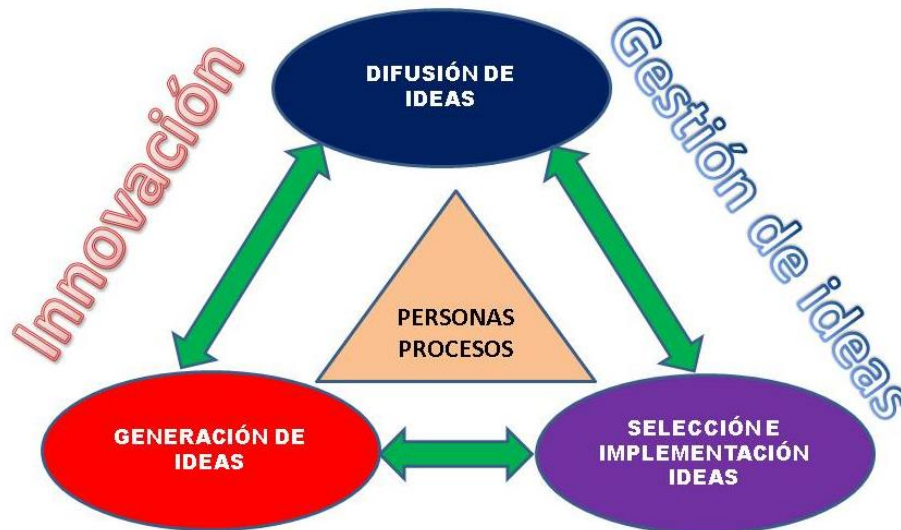 Innovación
DIFUSIÓN DE
IDEAS
Gestión de ideas
PERSONAS
PROCESOS
GENERACIÓN DE
IDEAS
SELECCIÓN E
IMPLEMENTACIÓN
IDEAS